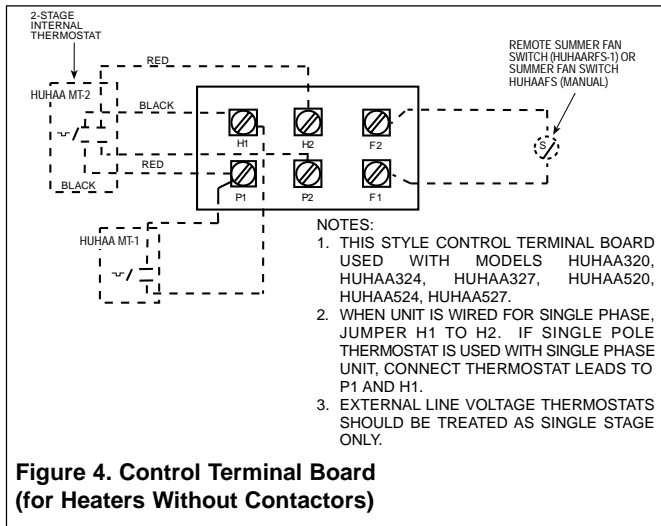 2-STAGE
INTERNAL
THERMOSTAT
RED
HUHAA MT-2
BLACK
RED
BLACK
H1
H2
F2
P1
P2
F1
REMOTE SUMMER FAN
SWITCH (HUHAARFS-1) OR
SUMMER FAN SWITCH
HUHAAFS (MANUAL)
S
HUHAA MT-1
NOTES:
1. THIS STYLE CONTROL TERMINAL BOARD
USED WITH MODELS HUHAA320,
HUHAA324, HUHAA327, HUHAA520,
HUHAA524, HUHAA527.
2. WHEN UNIT IS WIRED FOR SINGLE PHASE,
JUMPER H1 TO H2. IF SINGLE POLE
THERMOSTAT IS USED WITH SINGLE PHASE
UNIT, CONNECT THERMOSTAT LEADS TO
P1 AND H1.
3. EXTERNAL LINE VOLTAGE THERMOSTATS
SHOULD BE TREATED AS SINGLE STAGE
ONLY.
Figure 4. Control Terminal Board
(for Heaters Without Contactors)